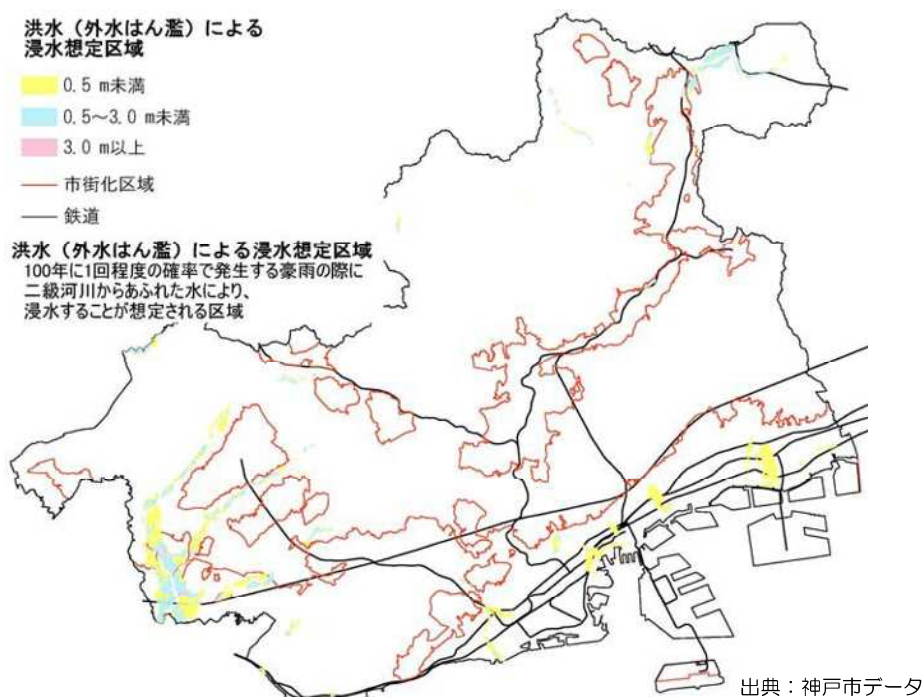 洪水（外水はん濫）による
浸水想定区域
0.5 m未満
0.5～3.0 m未満
3.0 m以上
市街化区域
鉄道
洪水（外水はん濫）による浸水想定区域
100年に1回程度の確率で発生する豪雨の際に
二級河川からあふれた水により、
浸水することが想定される区域
出典：神戸市データ